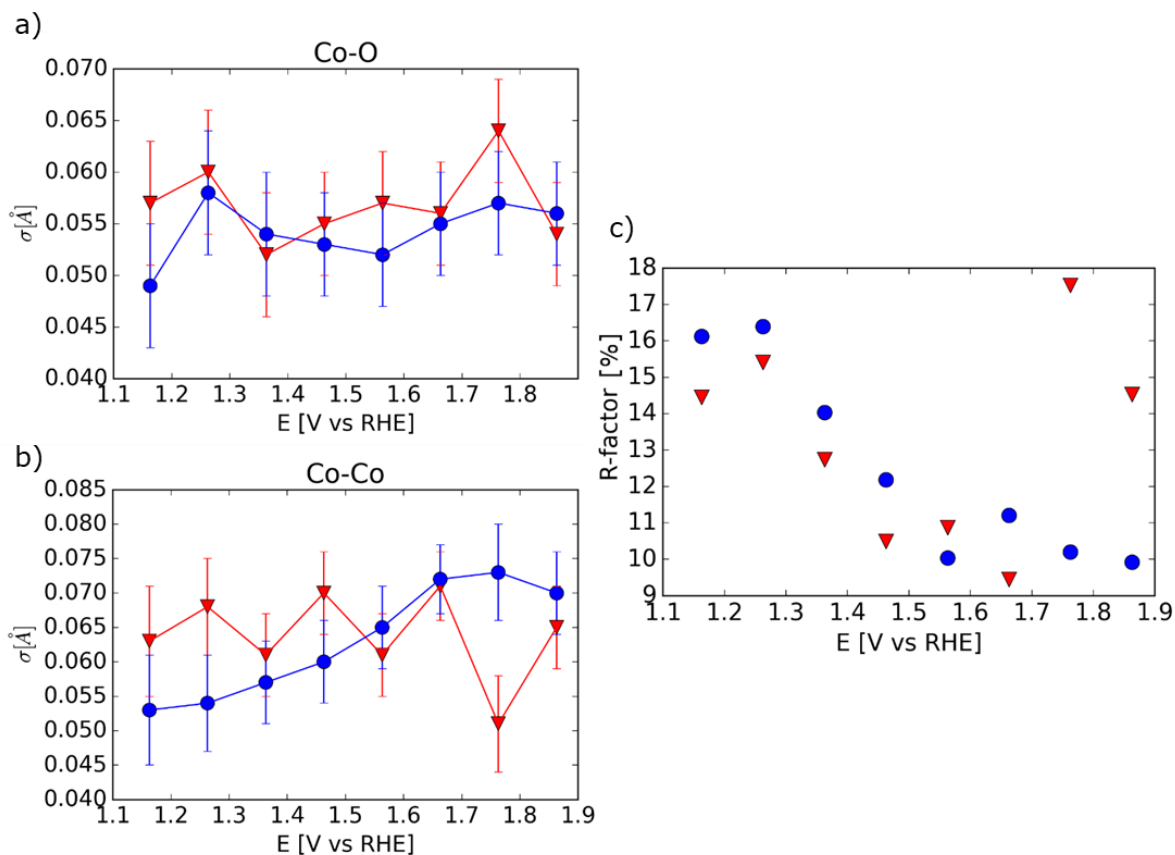 a)
Co-O
σ[Å]
0.070
0.065
0.060
0.055
0.050
0.045
0.040
1.1 1.2 1.3 1.4 1.5 1.6 1.7 1.8
E [V vs RHE]
b)
Co-Co
σ[Å]
0.085
0.080
0.075
0.070
0.065
0.060
0.055
0.050
0.045
0.040
1.1 1.2 1.3 1.4 1.5 1.6 1.7 1.8 1.9
E [V vs RHE]
c)
R-factor [%]
18
17
16
15
14
13
12
11
10
9
1.1 1.2 1.3 1.4 1.5 1.6 1.7 1.8 1.9
E [V vs RHE]